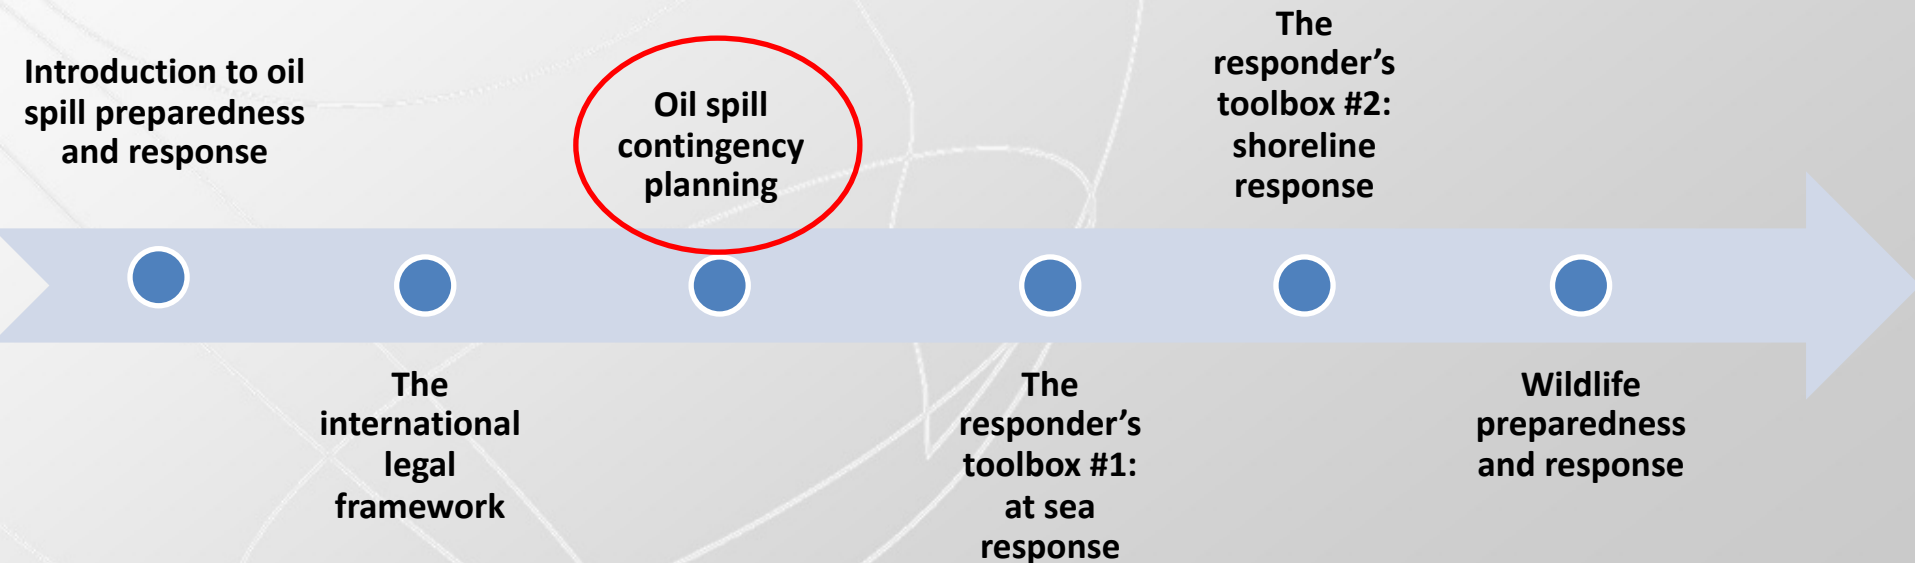 Introduction to oil
spill preparedness
and response
The
international
legal
framework
Oil spill
contingency
planning
The
responder’s
toolbox #1:
at sea
response
The
responder’s
toolbox #2:
shoreline
response
Wildlife
preparedness
and response